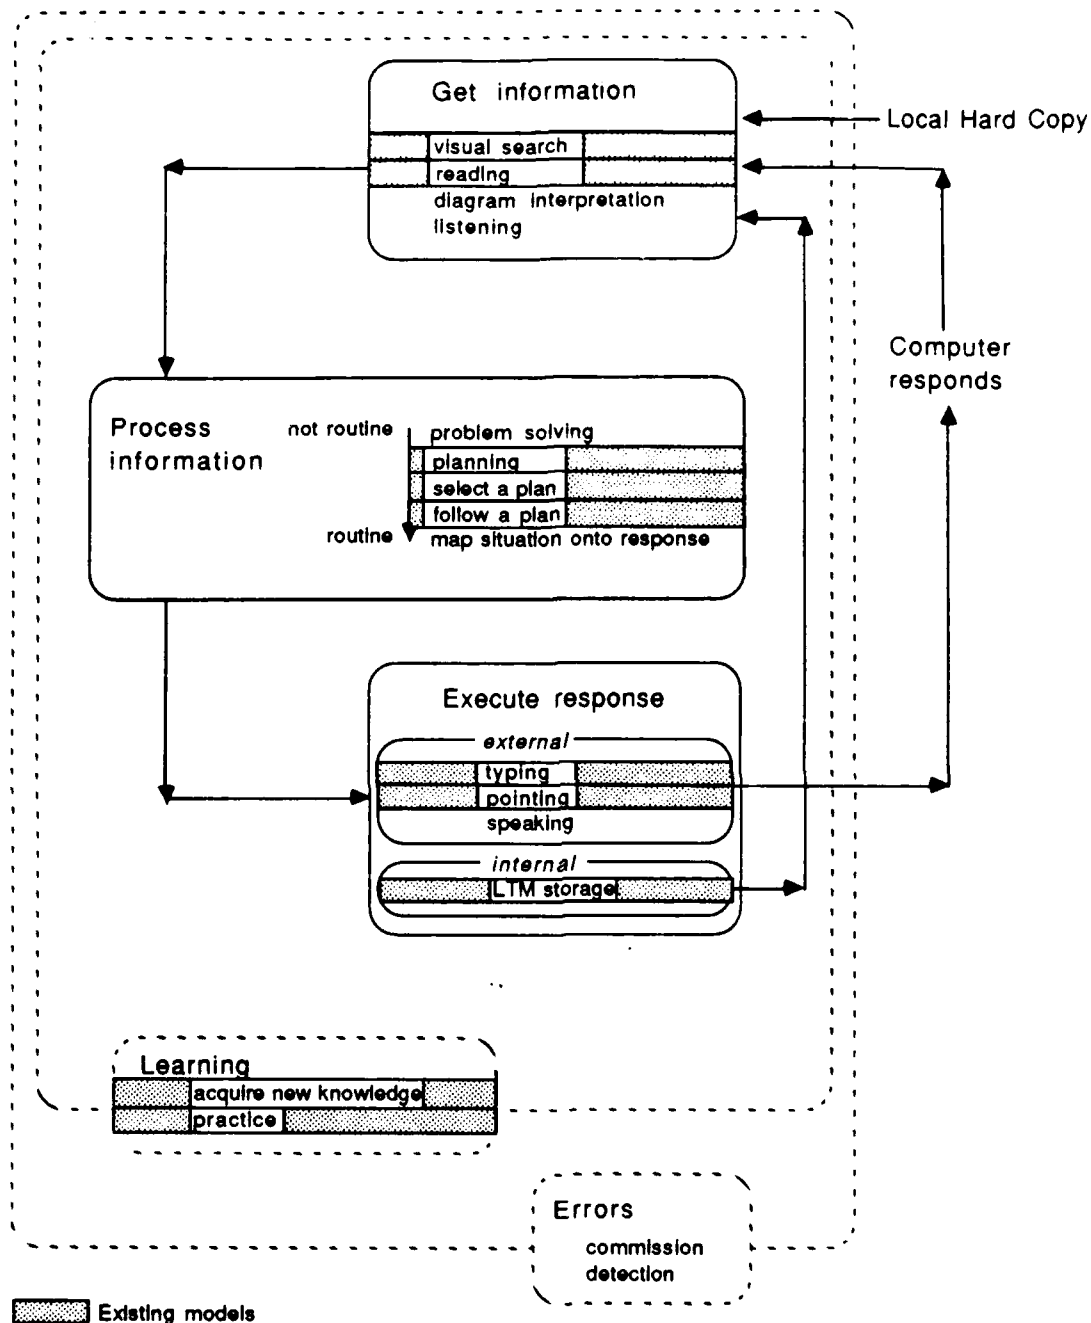 Get information
Local Hard Copy
visual search
reading
diagram interpretation
listening
Computer
responds
Process
information
not routine
problem solving
planning
select a plan
follow a plan
routine
map situation onto response
Execute response
external
typing
pointing
speaking
internal
LTM storage
Learning
acquire new knowledge
practice
Errors
commission
detection
Existing models